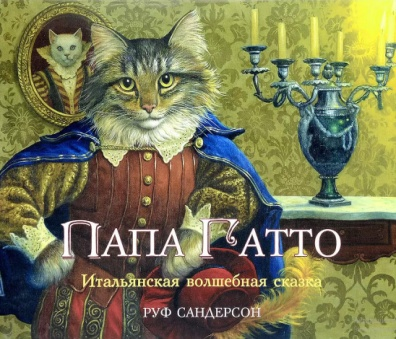 Папа Гатто
Итальянская волшебная сказка
Руф Сандерсон